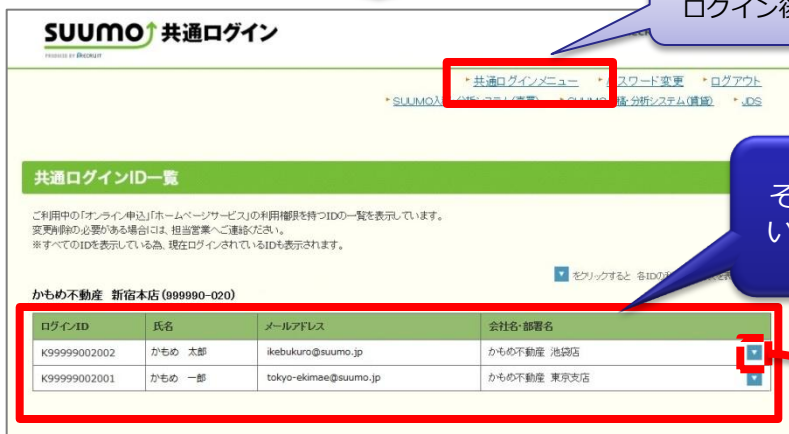 ログイン後
SUUMO 共通ログイン
PRODUCED BY RECRUIT
共通ログインメニュー パスワード変更 ログアウト
SUUMO入 分析システム(売買) 分析システム(賃貸) JDS
共通ログインID一覧
ご利用中の「オンライン申込」「ホームページサービス」の利用権限を持つIDの一覧を表示しています。
変更削除の必要がある場合には、担当営業へご連絡ください。
※すべてのIDを表示している為、現在ログインされているIDも表示されます。
そ
い
をクリックすると 各IDの
かもめ不動産 新宿本店(999990-020)
ログインID 氏名 メールアドレス 会社名・部署名
K99999002002 かもめ 太郎 ikebukuro@suumo.jp かもめ不動産 池袋店
K99999002001 かもめ 一郎 tokyo-ekimae@suumo.jp かもめ不動産 東京支店